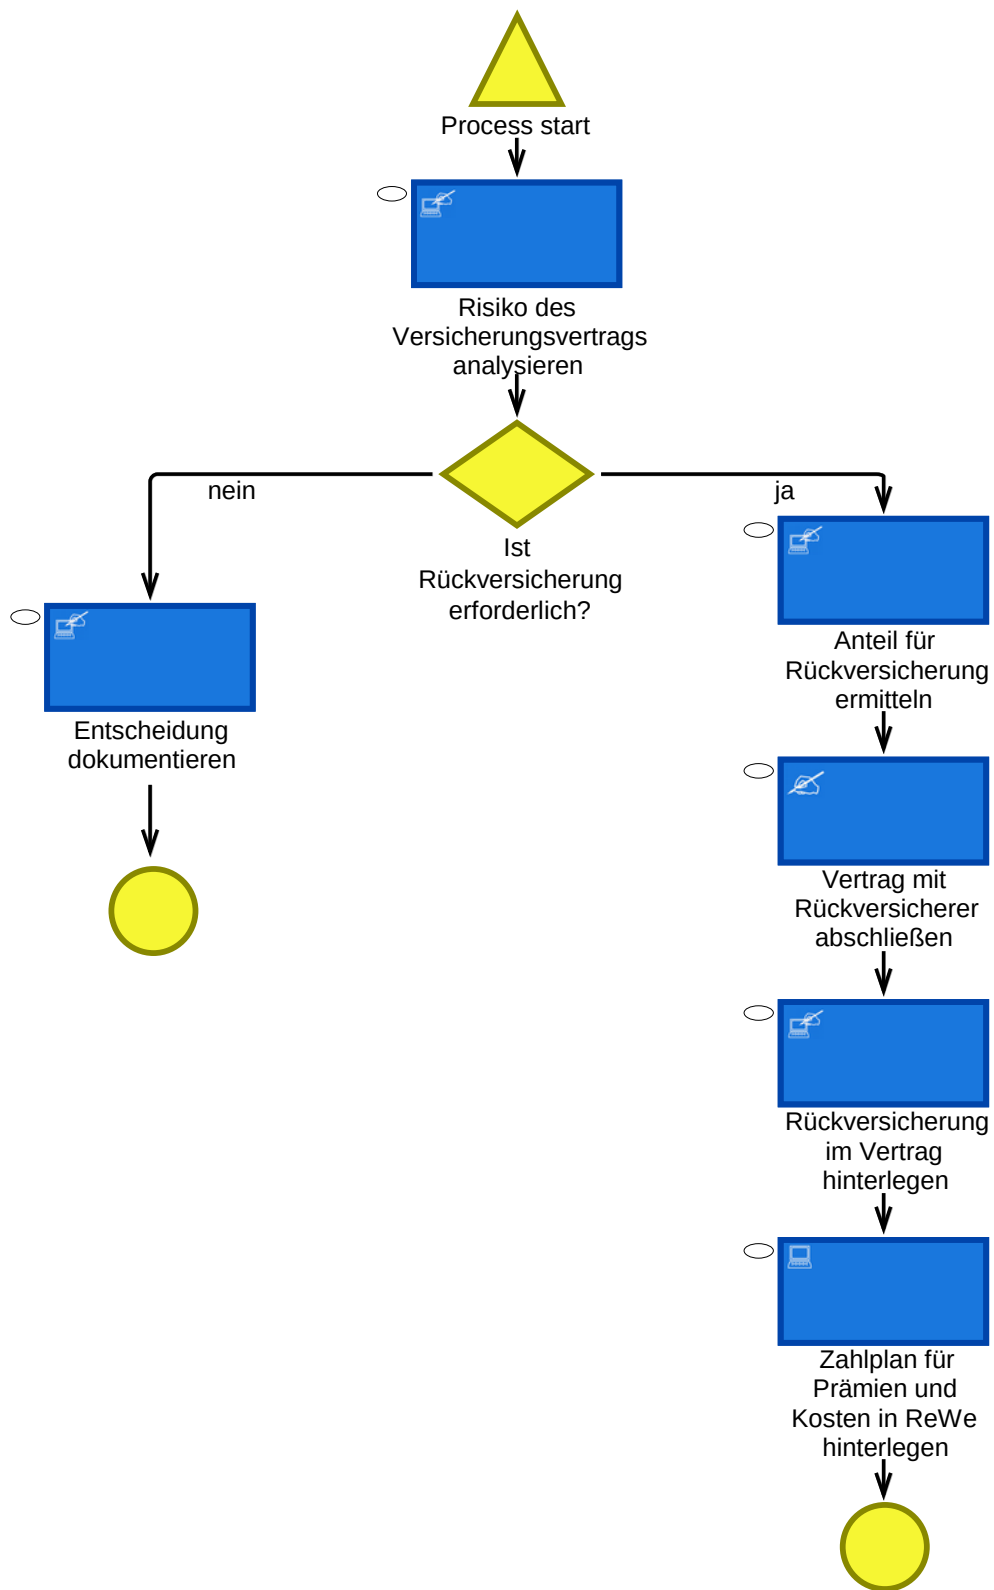 Process start
Risiko des
Versicherungsvertrags
analysieren
nein
ja
Ist
Rückversicherung
erforderlich?
Entscheidung
dokumentieren
Anteil für
Rückversicherung
ermitteln
Vertrag mit
Rückversicherer
abschließen
Rückversicherung
im Vertrag
hinterlegen
Zahlplan für
Prämien und
Kosten in ReWe
hinterlegen